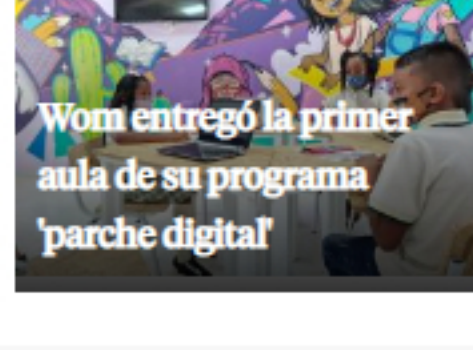 Wom entregó la primer
aula de su programa
'parche digital'